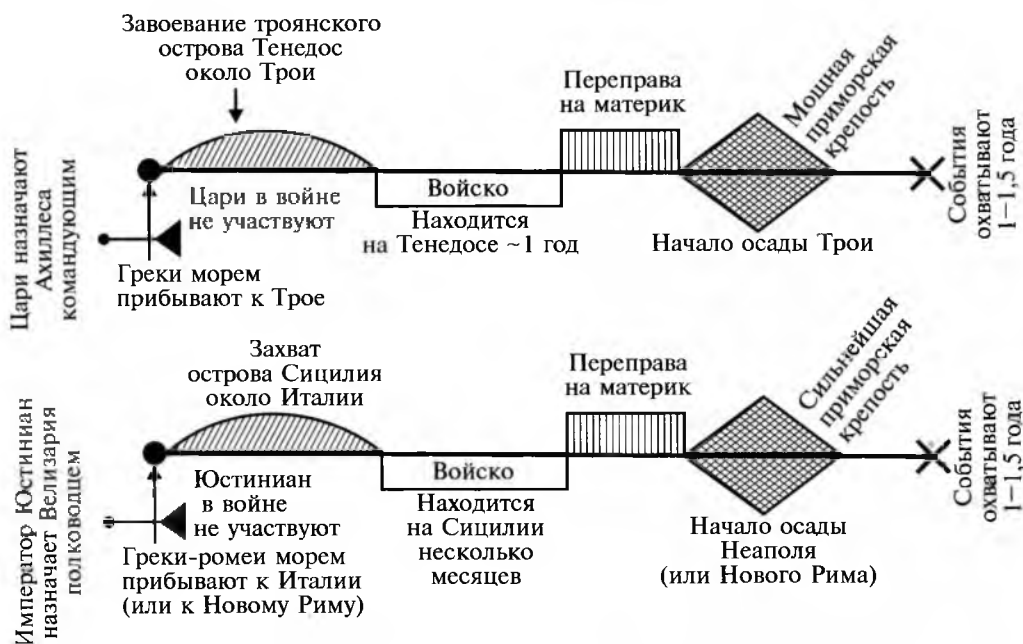 Завоевание троянского
острова Тенедос
около Трои
Цари назначают
Ахиллеса
командующим
Цари в войне
не участвуют
Войско
Находится
на Тенедосе ~1 год
Переправа
на материк
Мощная
приморская
крепость
Начало осады Трои
События
охватывают
1–1,5 года
Греки морем
прибывают к Трое
Захват
острова Сицилия
около Италии
Император Юстиниан
назначает Велизария
полководцем
Юстиниан
в войне
не участвуют
Войско
Находится
на Сицилии
несколько
месяцев
Переправа
на материк
Сильнейшая
приморская
крепость
Начало осады
Неаполя
(или Нового Рима)
События
охватывают
1–1,5 года
Греки-ромеи морем
прибывают к Италии
(или к Новому Риму)